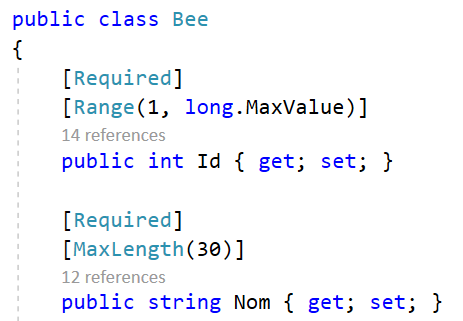 public class Bee
{
[Required]
[Range(1, long.MaxValue)]
14 references
public int Id { get; set; }
[Required]
[MaxLength(30)]
12 references
public string Nom { get; set; }